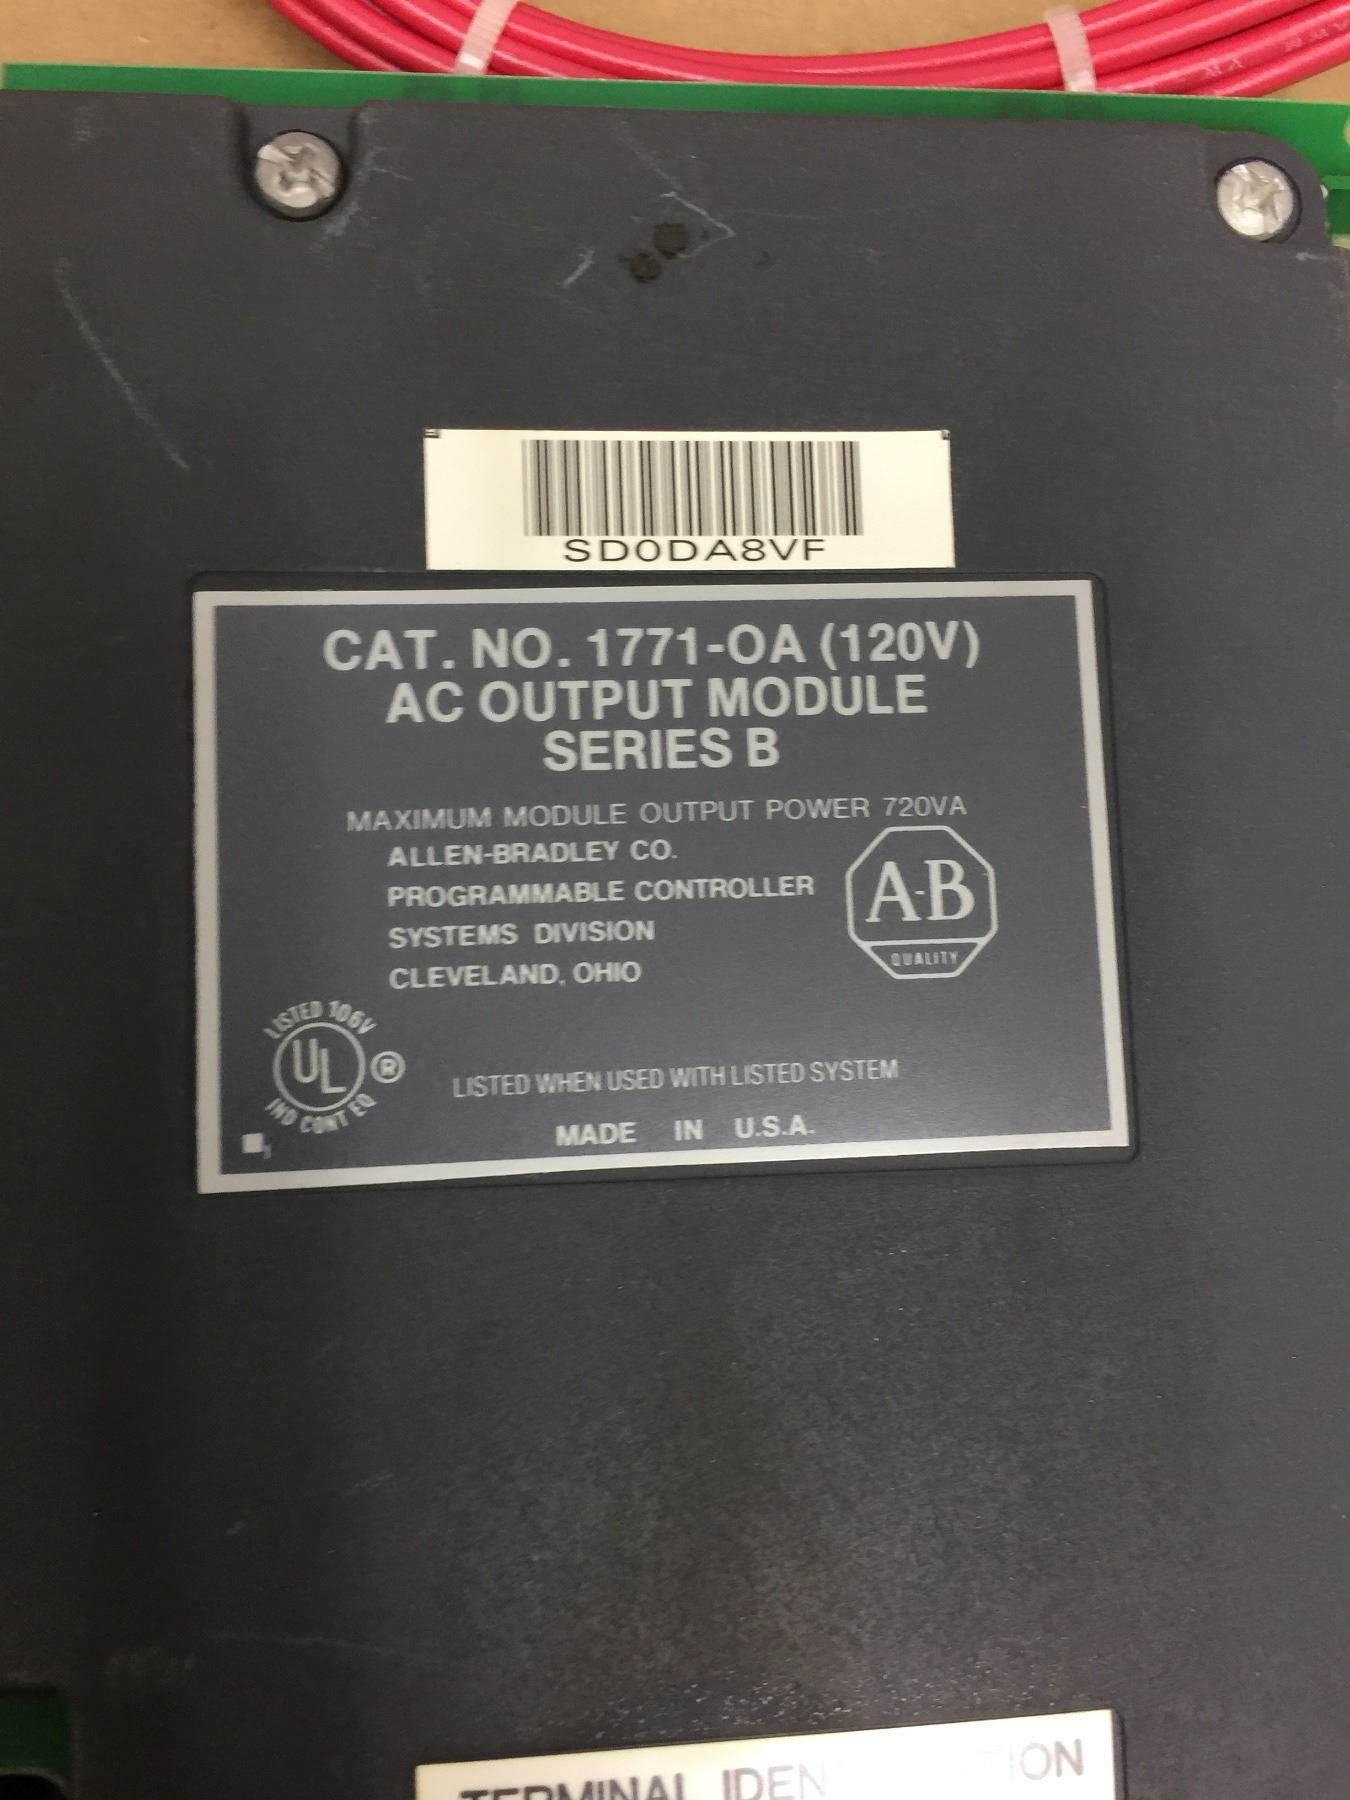 SD0DA8VF
CAT. NO. 1771-OA (120V)
AC OUTPUT MODULE
SERIES B
MAXIMUM MODULE OUTPUT POWER 720VA
ALLEN-BRADLEY CO.
PROGRAMMABLE CONTROLLER
SYSTEMS DIVISION
CLEVELAND, OHIO
A-B
QUALITY
LISTED 106V
UL ®
IND CONT EQ
LISTED WHEN USED WITH LISTED SYSTEM
MADE IN U.S.A.
TERMINAL